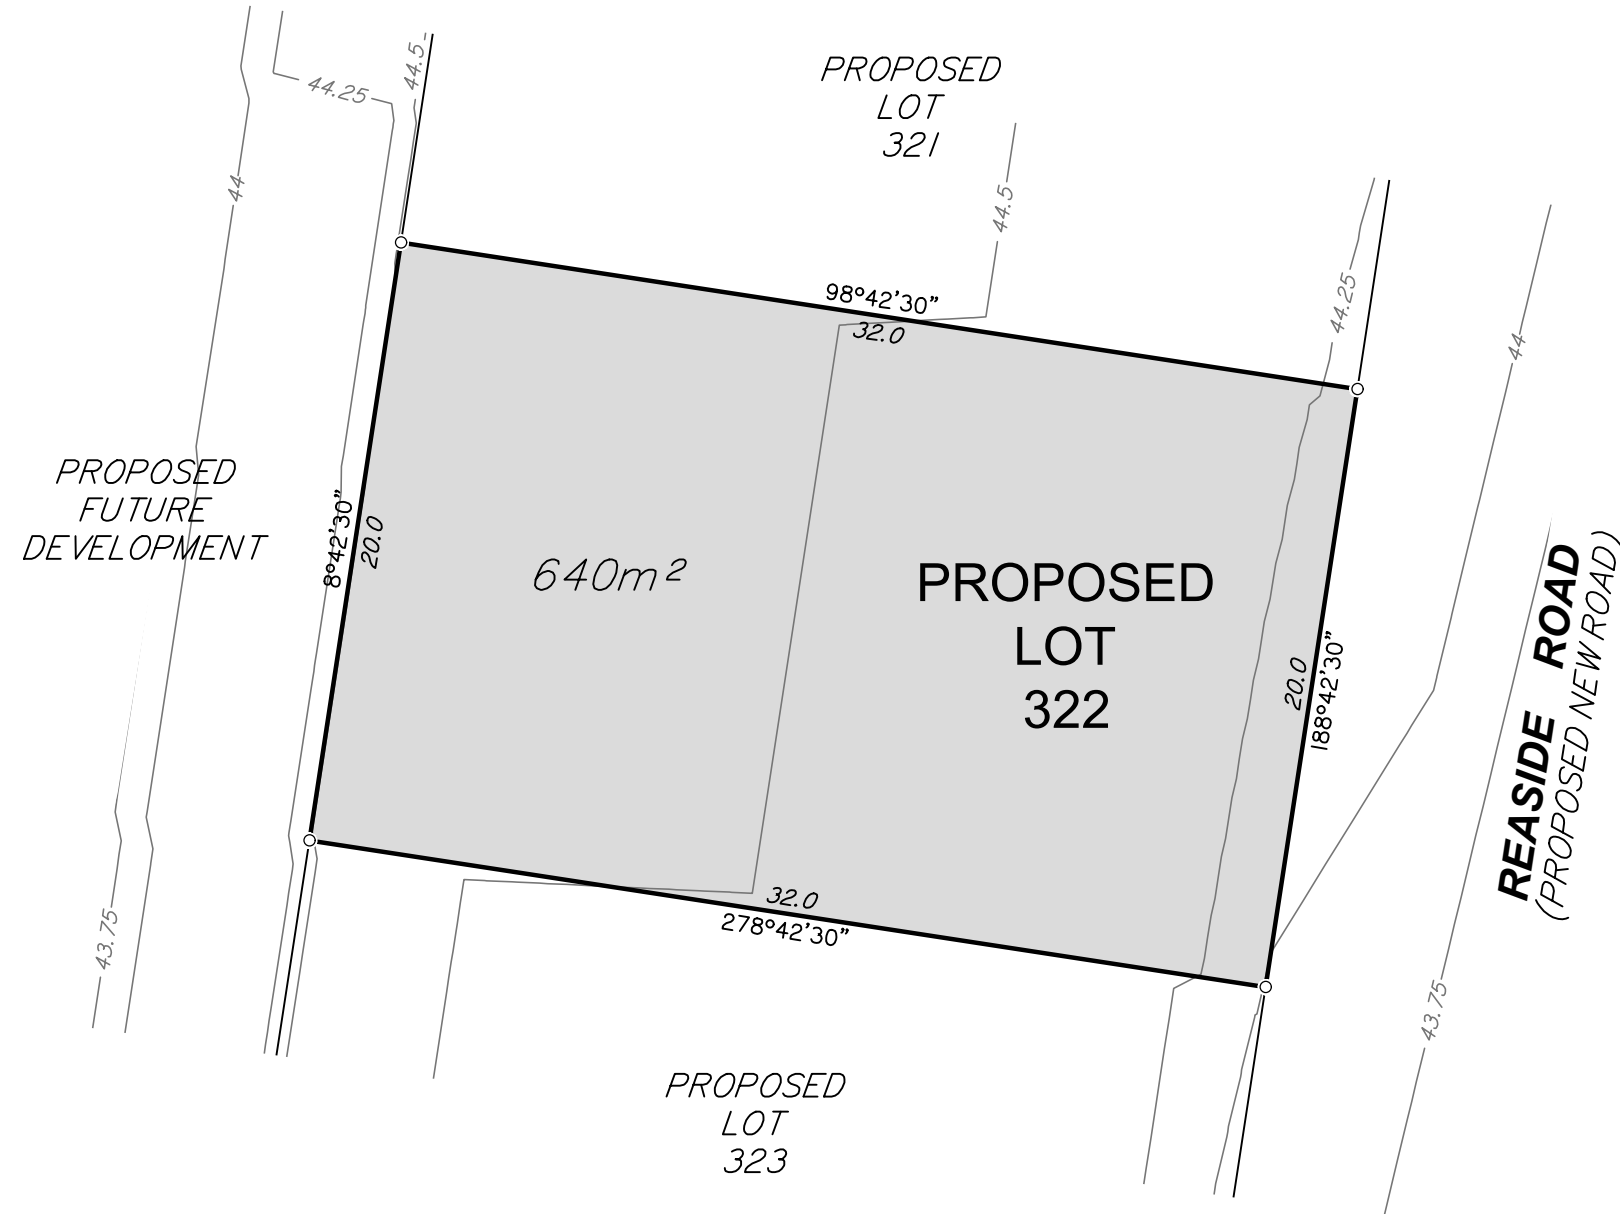 44.5
PROPOSED
LOT
321
44.25
44
44.5
44.25
98°42'30"
32.0
44
PROPOSED
FUTURE
DEVELOPMENT
8°42'30"
20.0
640m²
PROPOSED
LOT
322
20.0
188°42'30"
REASIDE ROAD
(PROPOSED NEW ROAD)
32.0
278°42'30"
43.75
43.75
PROPOSED
LOT
323